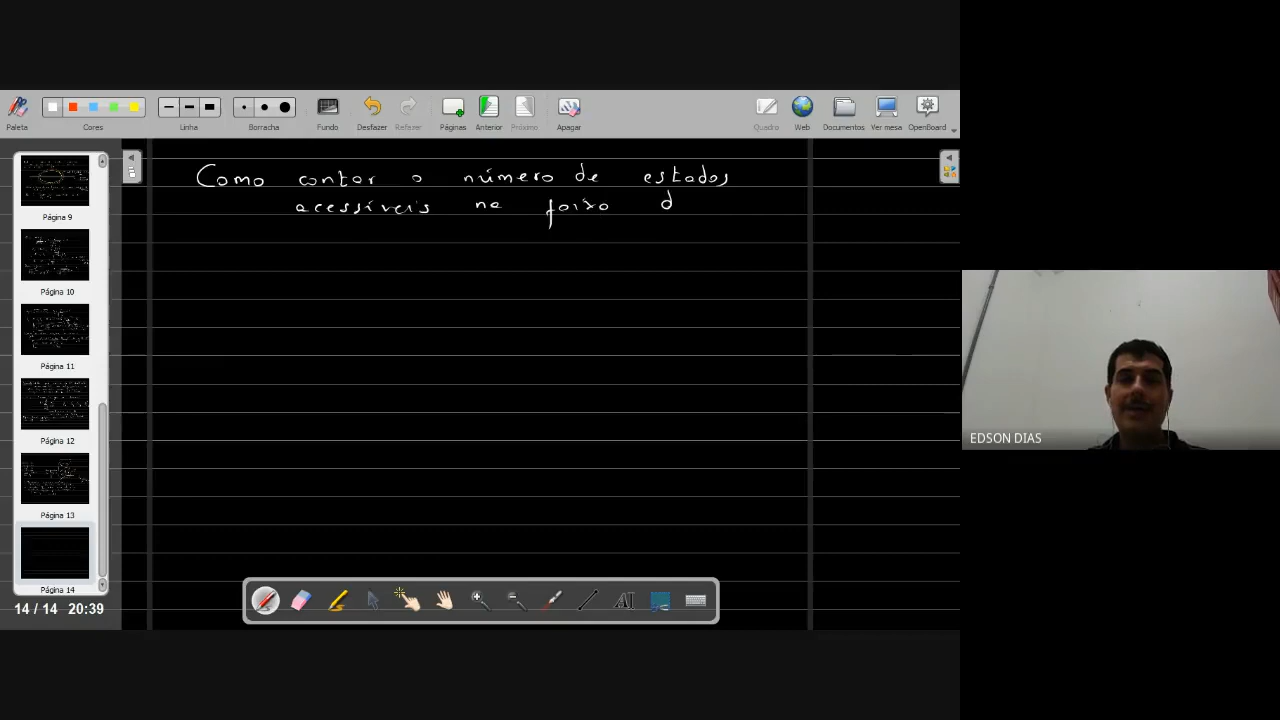 Paleta
Cores
Linha
Borracha
Fundo
Desfazer
Refazer
Páginas
Anterior
Próxima
Apagar
Quadro
Web
Documentos
Ver mesa
OpenBoard
Como contar o número de estados
acessíveis na faixa d
Página 9
Página 10
Página 11
Página 12
Página 13
Página 14
14 / 14 20:39
AI
EDSON DIAS